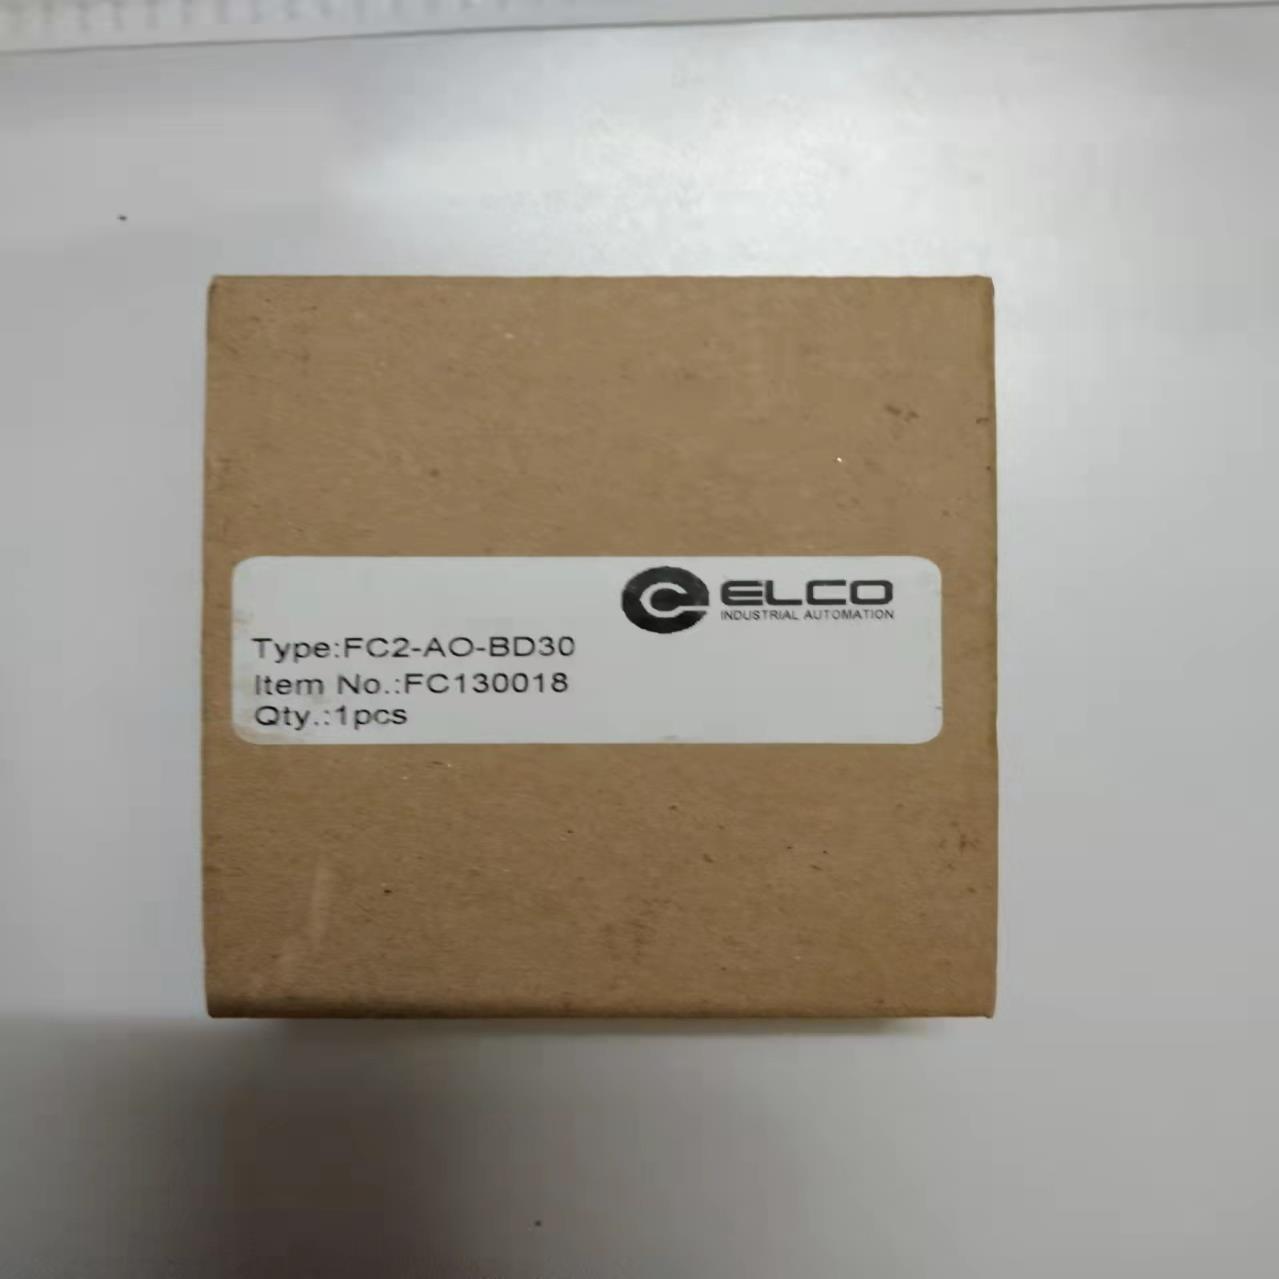 ELCO
INDUSTRIAL AUTOMATION
Type:FC2-AO-BD30
Item No.:FC130018
Qty.:1pcs